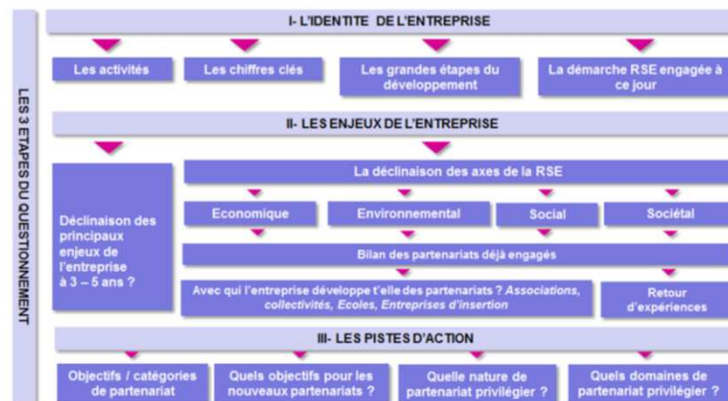 LES 3 ETAPES DU QUESTIONNEMENT
I- L'IDENTITE DE L'ENTREPRISE
Les activités
Les chiffres clés
Les grandes étapes du
développement
La démarche RSE engagée à
ce jour
II- LES ENJEUX DE L'ENTREPRISE
Déclinaison des
principaux
enjeux de
l'entreprise
à 3 – 5 ans ?
La déclinaison des axes de la RSE
Economique
Environnemental
Social
Sociétal
Bilan des partenariats déjà engagés
Avec qui l'entreprise développe t'elle des partenariats ? Associations,
collectivités, Ecoles, Entreprises d'insertion
Retour
d'expériences
III- LES PISTES D'ACTION
Objectifs / catégories
de partenariat
Quels objectifs pour les
nouveaux partenariats ?
Quelle nature de
partenariat privilégier ?
Quels domaines de
partenariat privilégier ?